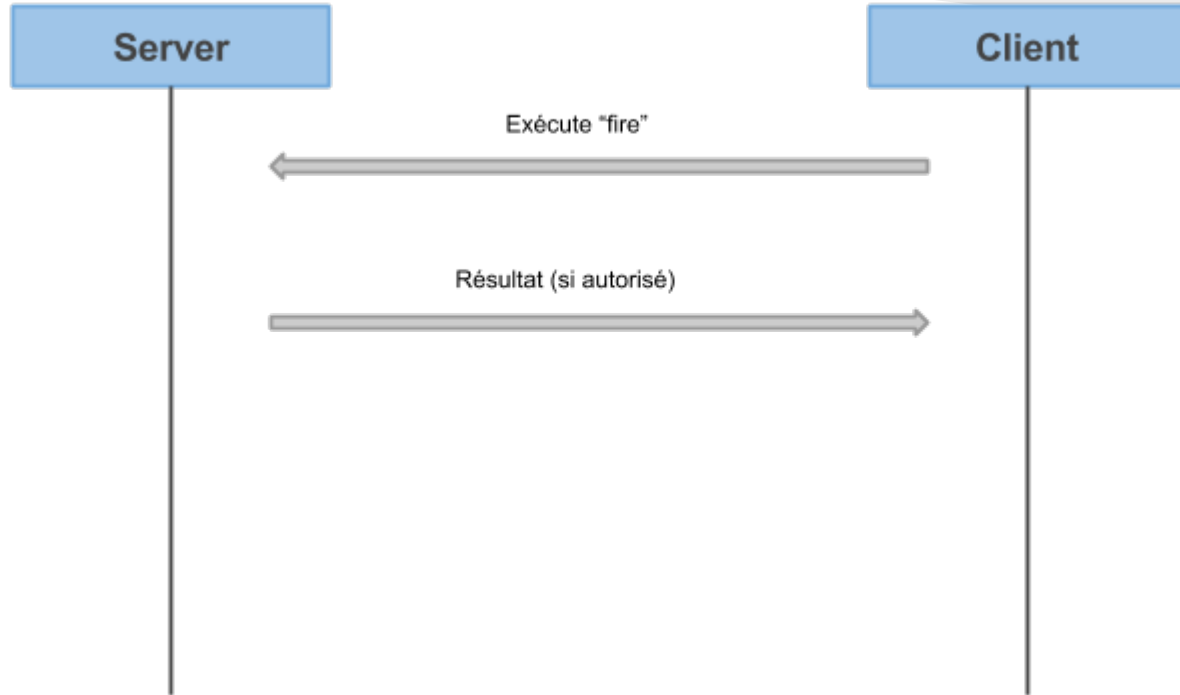 Server
Client
Exécute “fire”
Résultat (si autorisé)